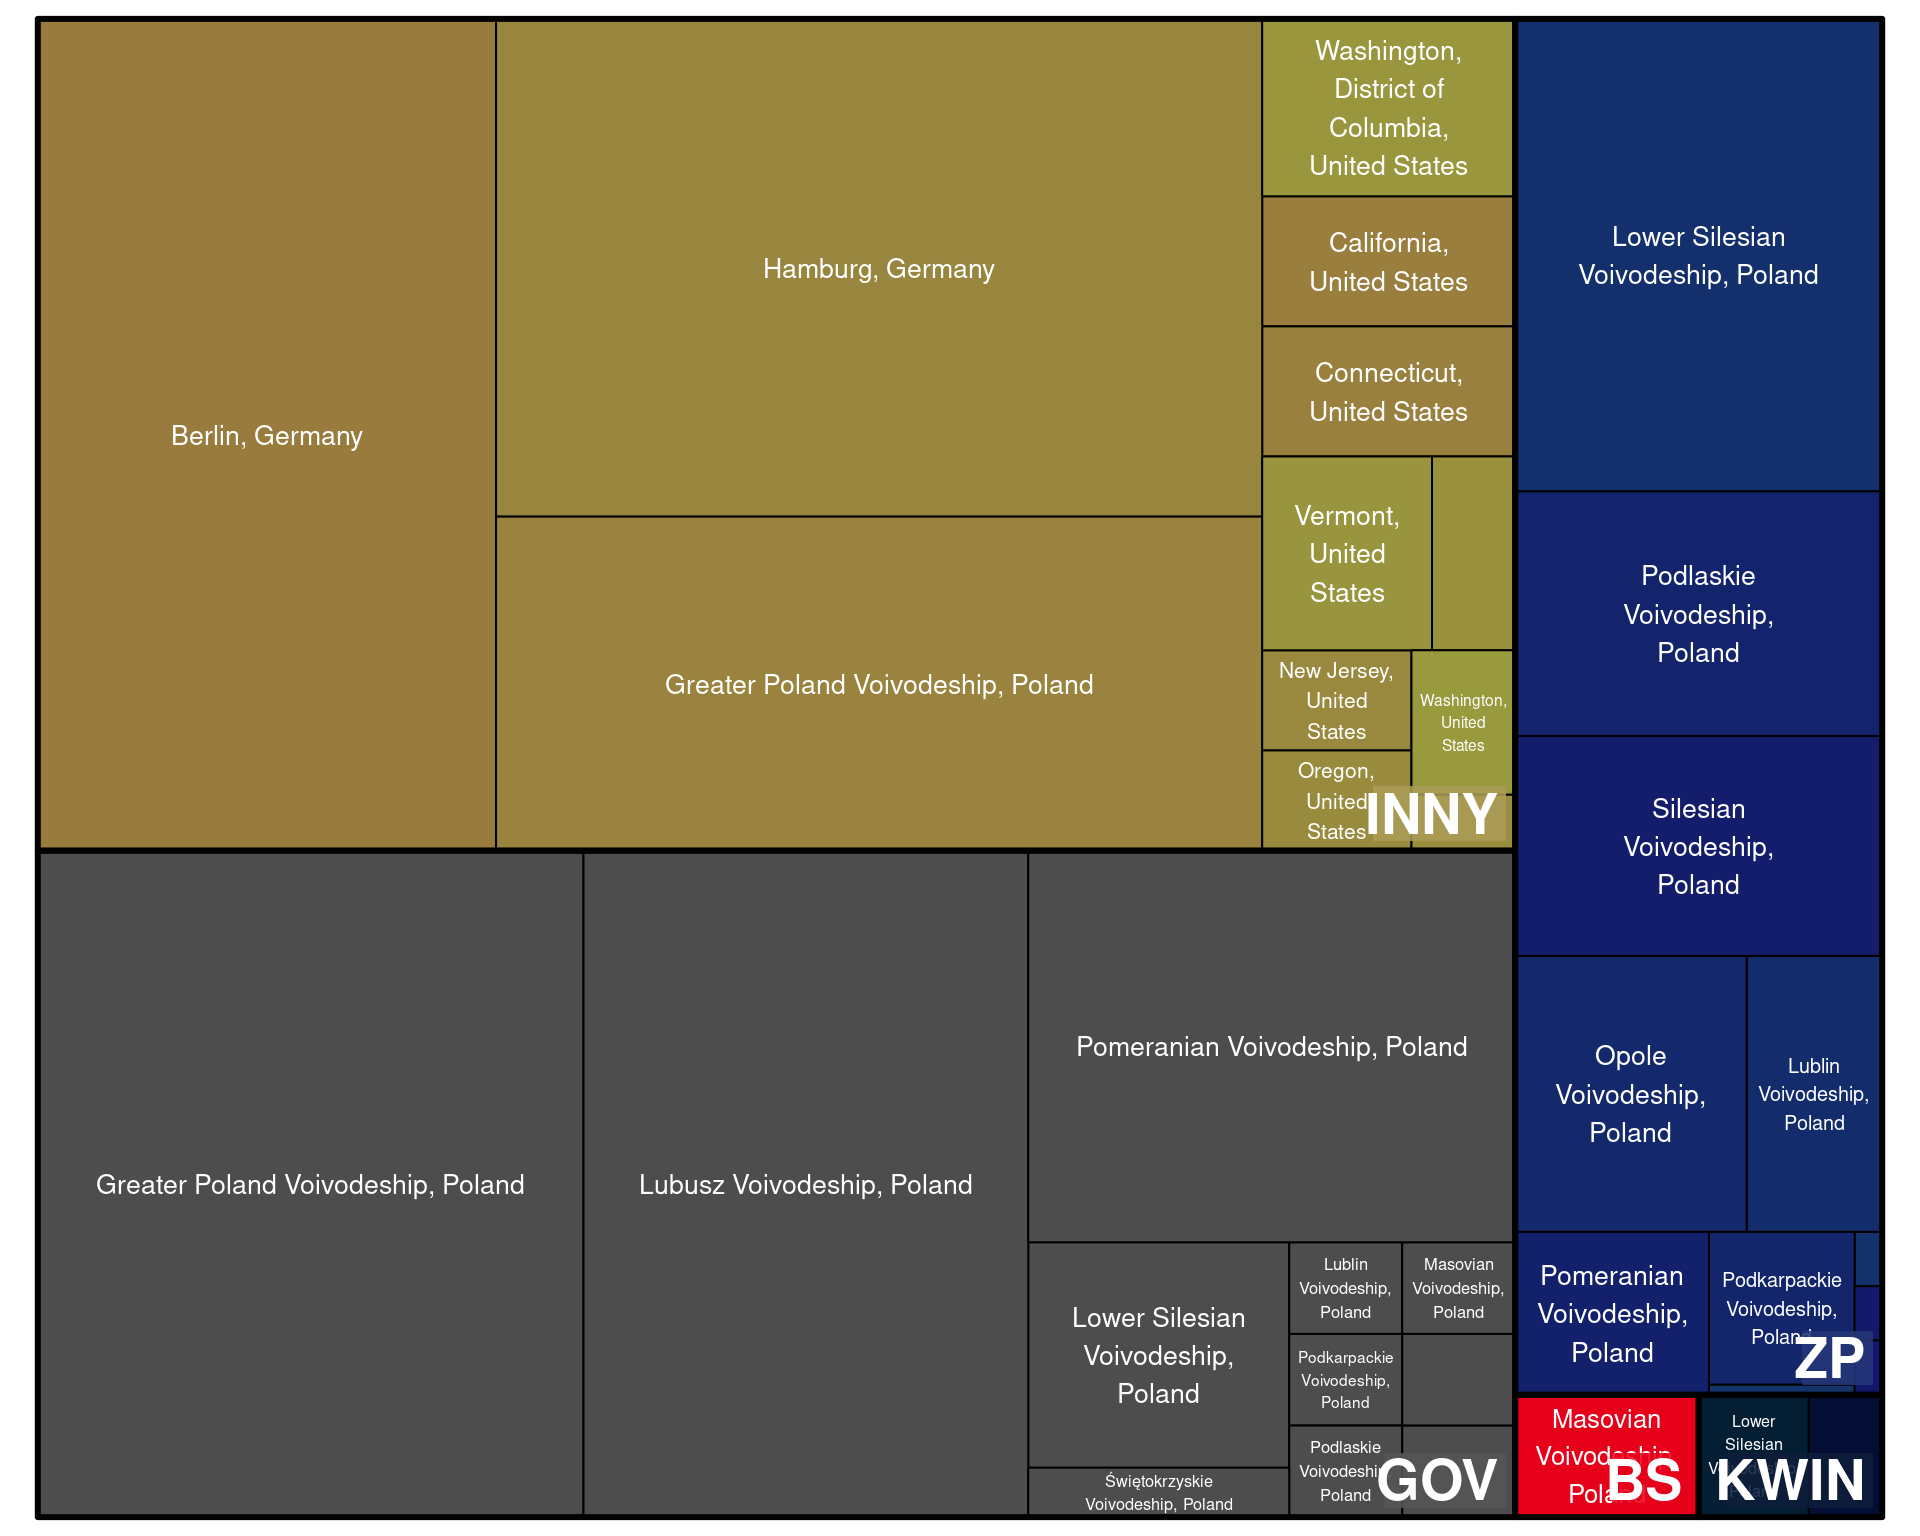 Berlin, Germany
Hamburg, Germany
Greater Poland Voivodeship, Poland
Washington,
District of
Columbia,
United States
California,
United States
Connecticut,
United States
Vermont,
United
States
New Jersey,
United
States
Washington,
United
States
Oregon,
United
States
INNY
Greater Poland Voivodeship, Poland
Lubusz Voivodeship, Poland
Pomeranian Voivodeship, Poland
Lower Silesian
Voivodeship,
Poland
Świętokrzyskie
Voivodeship, Poland
Lublin
Voivodeship,
Poland
Masovian
Voivodeship,
Poland
Podkarpackie
Voivodeship,
Poland
Podlaskie
Voivodeship,
Poland
GOV
Lower Silesian
Voivodeship, Poland
Podlaskie
Voivodeship,
Poland
Silesian
Voivodeship,
Poland
Opole
Voivodeship,
Poland
Lublin
Voivodeship,
Poland
Pomeranian
Voivodeship,
Poland
Podkarpackie
Voivodeship,
Poland
ZP
Masovian
Voivodeship,
Poland
BS
Lower
Silesian
KWIN